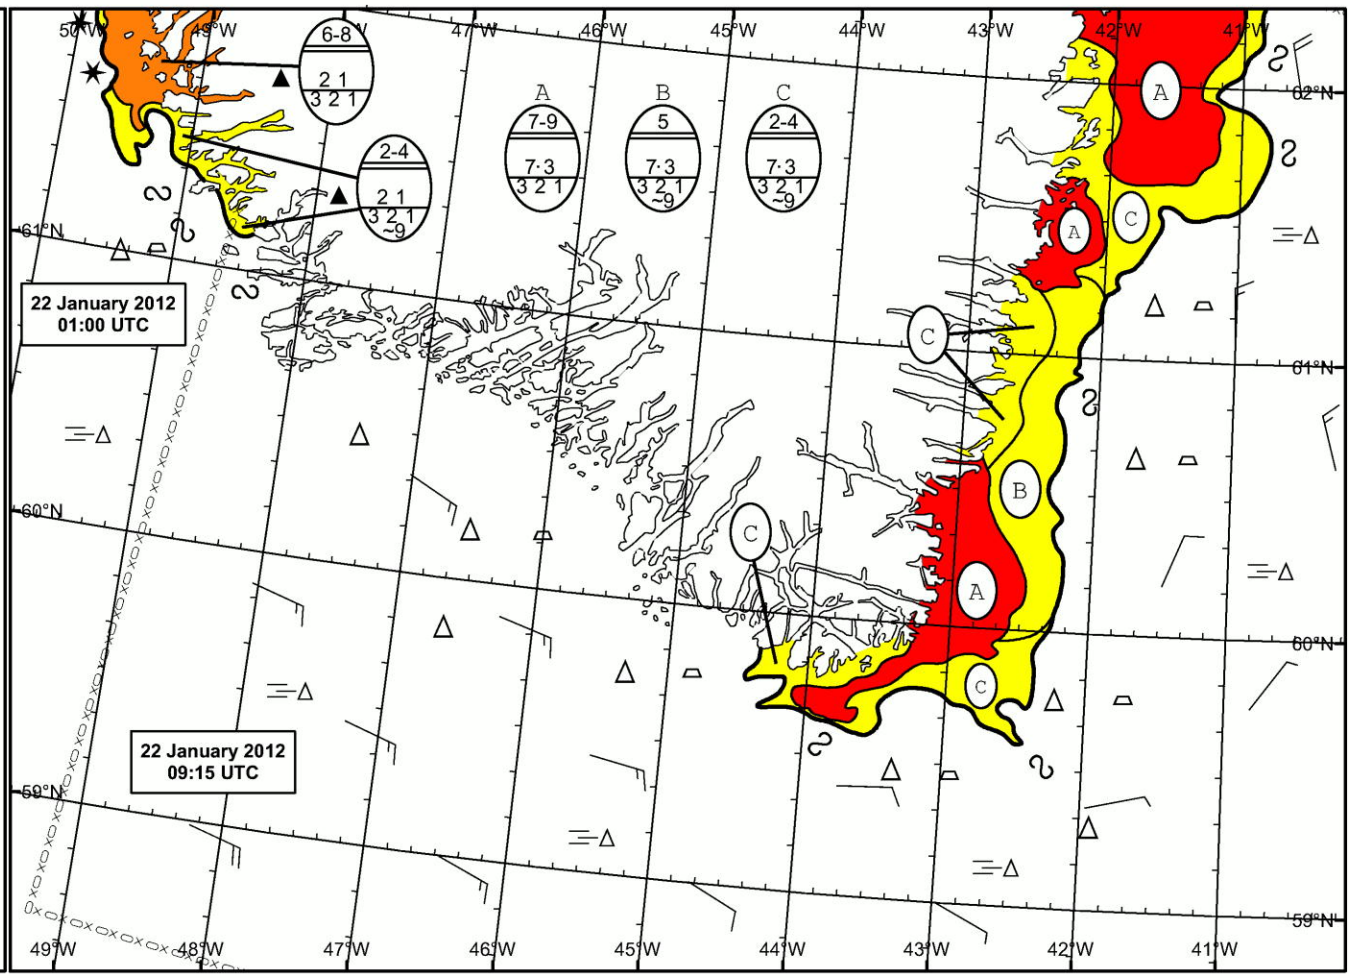 50°W 49°W 47°W 46°W 45°W 44°W 43°W 42°W 41°W
6-8
2 1
3 2 1
2-4
2 1
3 2 1
~9
A B C
7-9 5 2-4
7·3 7·3 7·3
3 2 1 3 2 1 3 2 1
~9 ~9
A
62°N
C
A
61°N
22 January 2012
01:00 UTC
C
61°N
B
60°N
C
A
60°N
C
22 January 2012
09:15 UTC
59°N
59°N
49°W 48°W 47°W 46°W 45°W 44°W 43°W 42°W 41°W